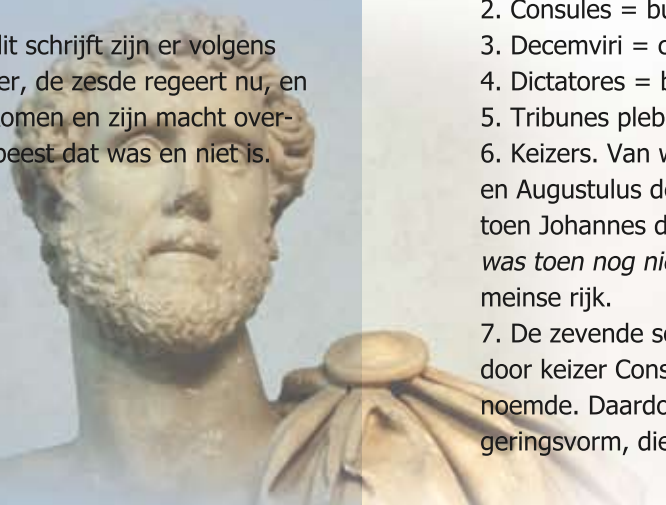 dit schrijft zijn er volgens
er, de zesde regeert nu, en
omen en zijn macht over-
beest dat was en niet is.
2. Consules = bu
3. Decemviri = c
4. Dictatores = b
5. Tribunes pleb
6. Keizers. Van w
en Augustulus de
toen Johannes d
was toen nog nie
meinse rijk.
7. De zevende s
door keizer Cons
noemde. Daardo
geringsvorm, die